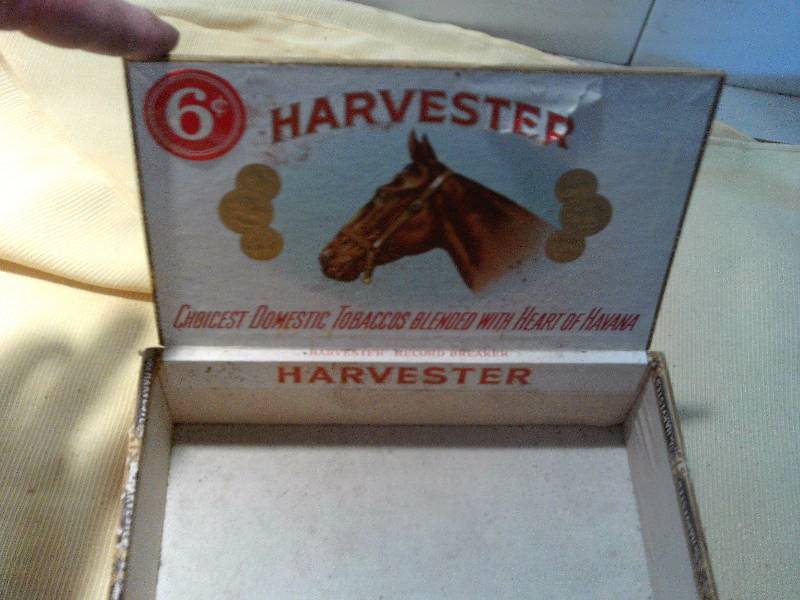 6¢
HARVESTER
CHOICEST DOMESTIC TOBACCOS BLENDED WITH HEART OF HAVANA
HARVESTER RECORD BREAKER
HARVESTER